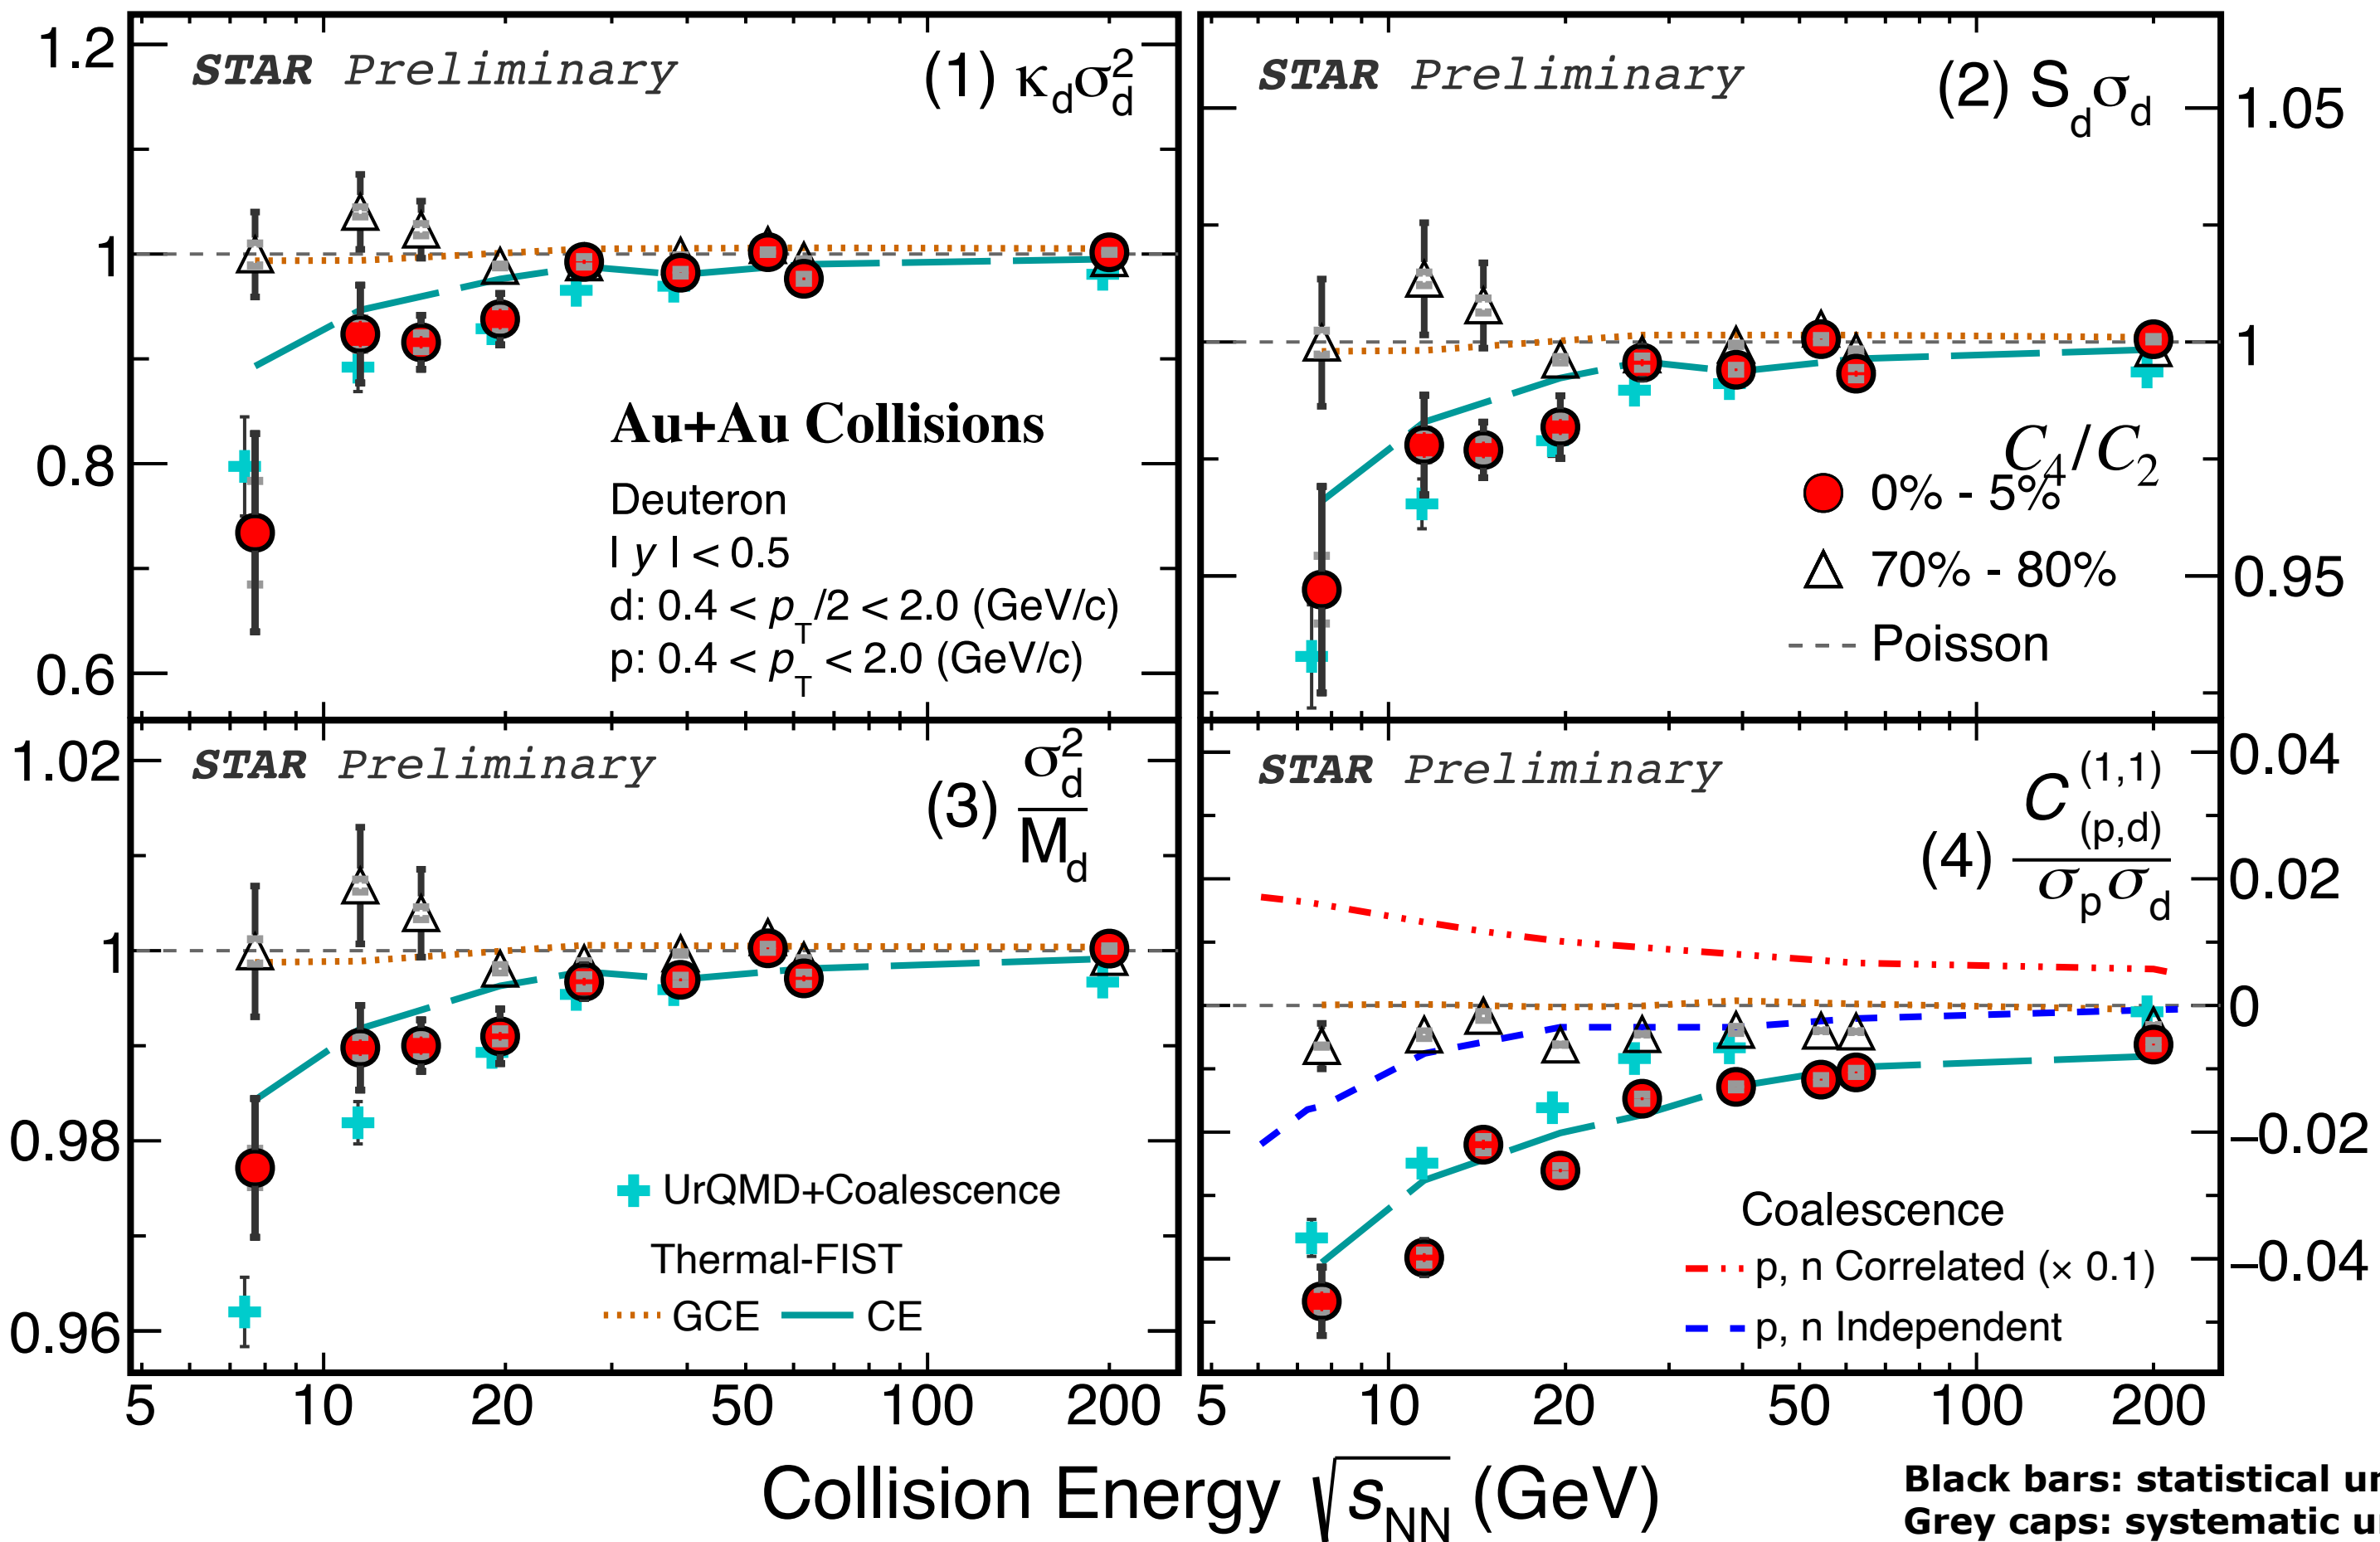 STAR Preliminary
(1) κdσ²d
1.2
1
0.8
0.6
Au+Au Collisions
Deuteron
| y | < 0.5
d: 0.4 < pT/2 < 2.0 (GeV/c)
p: 0.4 < pT < 2.0 (GeV/c)
STAR Preliminary
(2) Sdσd
1.05
1
0.95
C4/C2
0% - 5%
70% - 80%
Poisson
STAR Preliminary
(3) σ²d/Md
1.02
1
0.98
0.96
UrQMD+Coalescence
Thermal-FIST
GCE CE
STAR Preliminary
(4) C(1,1)(p,d)/σpσd
0.04
0.02
0
−0.02
−0.04
Coalescence
p, n Correlated (× 0.1)
p, n Independent
5 10 20 50 100 200
5 10 20 50 100 200
Collision Energy √sNN (GeV)
Black bars: statistical
Grey caps: systematic